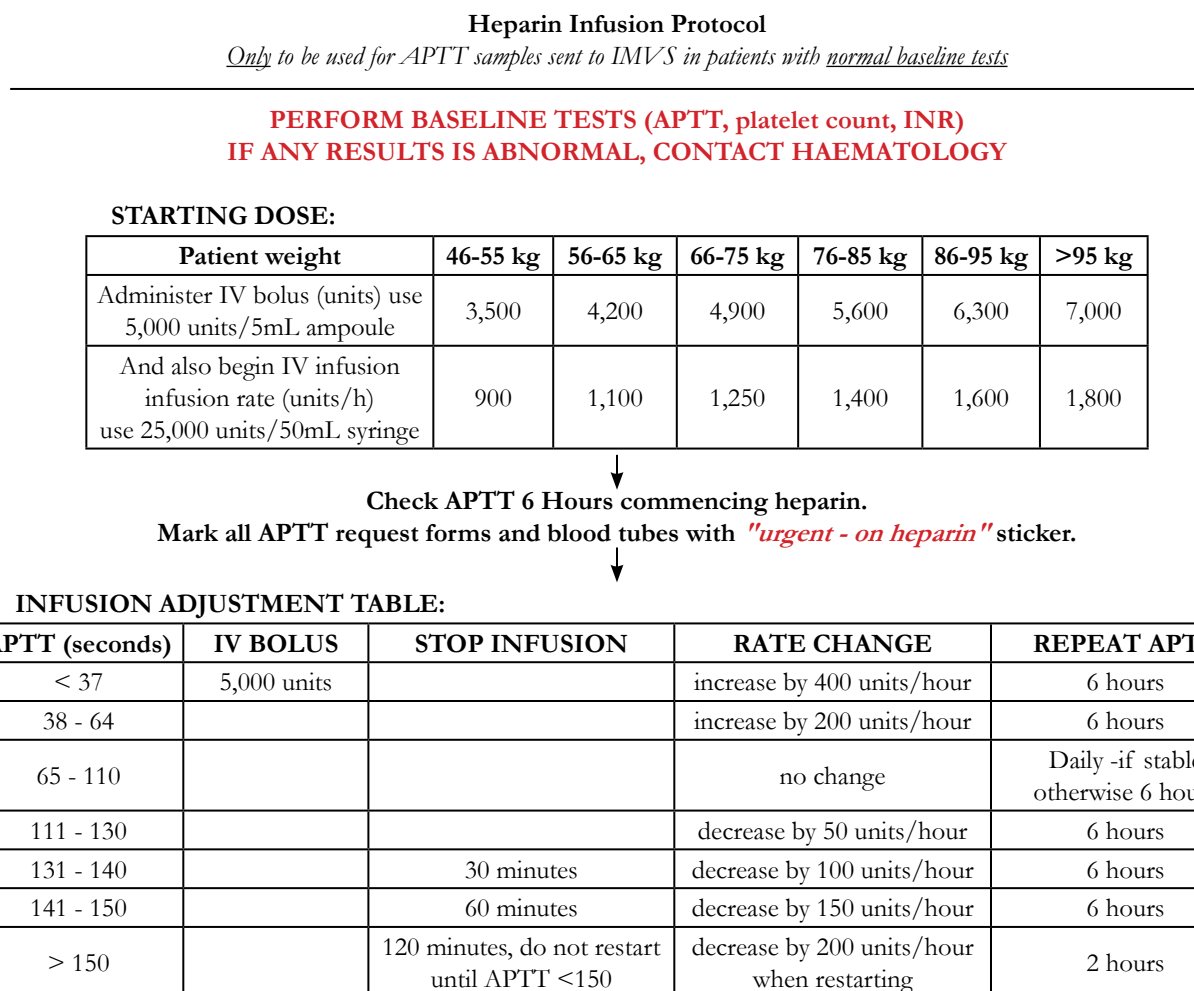 Heparin Infusion Protocol
Only to be used for APTT samples sent to IMVS in patients with normal baseline tests
PERFORM BASELINE TESTS (APTT, platelet count, INR)
IF ANY RESULTS IS ABNORMAL, CONTACT HAEMATOLOGY
STARTING DOSE:
Patient weight 46-55 kg 56-65 kg 66-75 kg 76-85 kg 86-95 kg >95 kg
Administer IV bolus (units) use
5,000 units/5mL ampoule 3,500 4,200 4,900 5,600 6,300 7,000
And also begin IV infusion
infusion rate (units/h)
use 25,000 units/50mL syringe 900 1,100 1,250 1,400 1,600 1,800
Check APTT 6 Hours commencing heparin.
Mark all APTT request forms and blood tubes with "urgent - on heparin" sticker.
INFUSION ADJUSTMENT TABLE:
PTT (seconds) IV BOLUS STOP INFUSION RATE CHANGE REPEAT APT
< 37 5,000 units increase by 400 units/hour 6 hours
38 - 64 increase by 200 units/hour 6 hours
65 - 110 no change Daily -if stable
otherwise 6 hou
111 - 130 decrease by 50 units/hour 6 hours
131 - 140 30 minutes decrease by 100 units/hour 6 hours
141 - 150 60 minutes decrease by 150 units/hour 6 hours
> 150 120 minutes, do not restart
until APTT <150 decrease by 200 units/hour
when restarting 2 hours